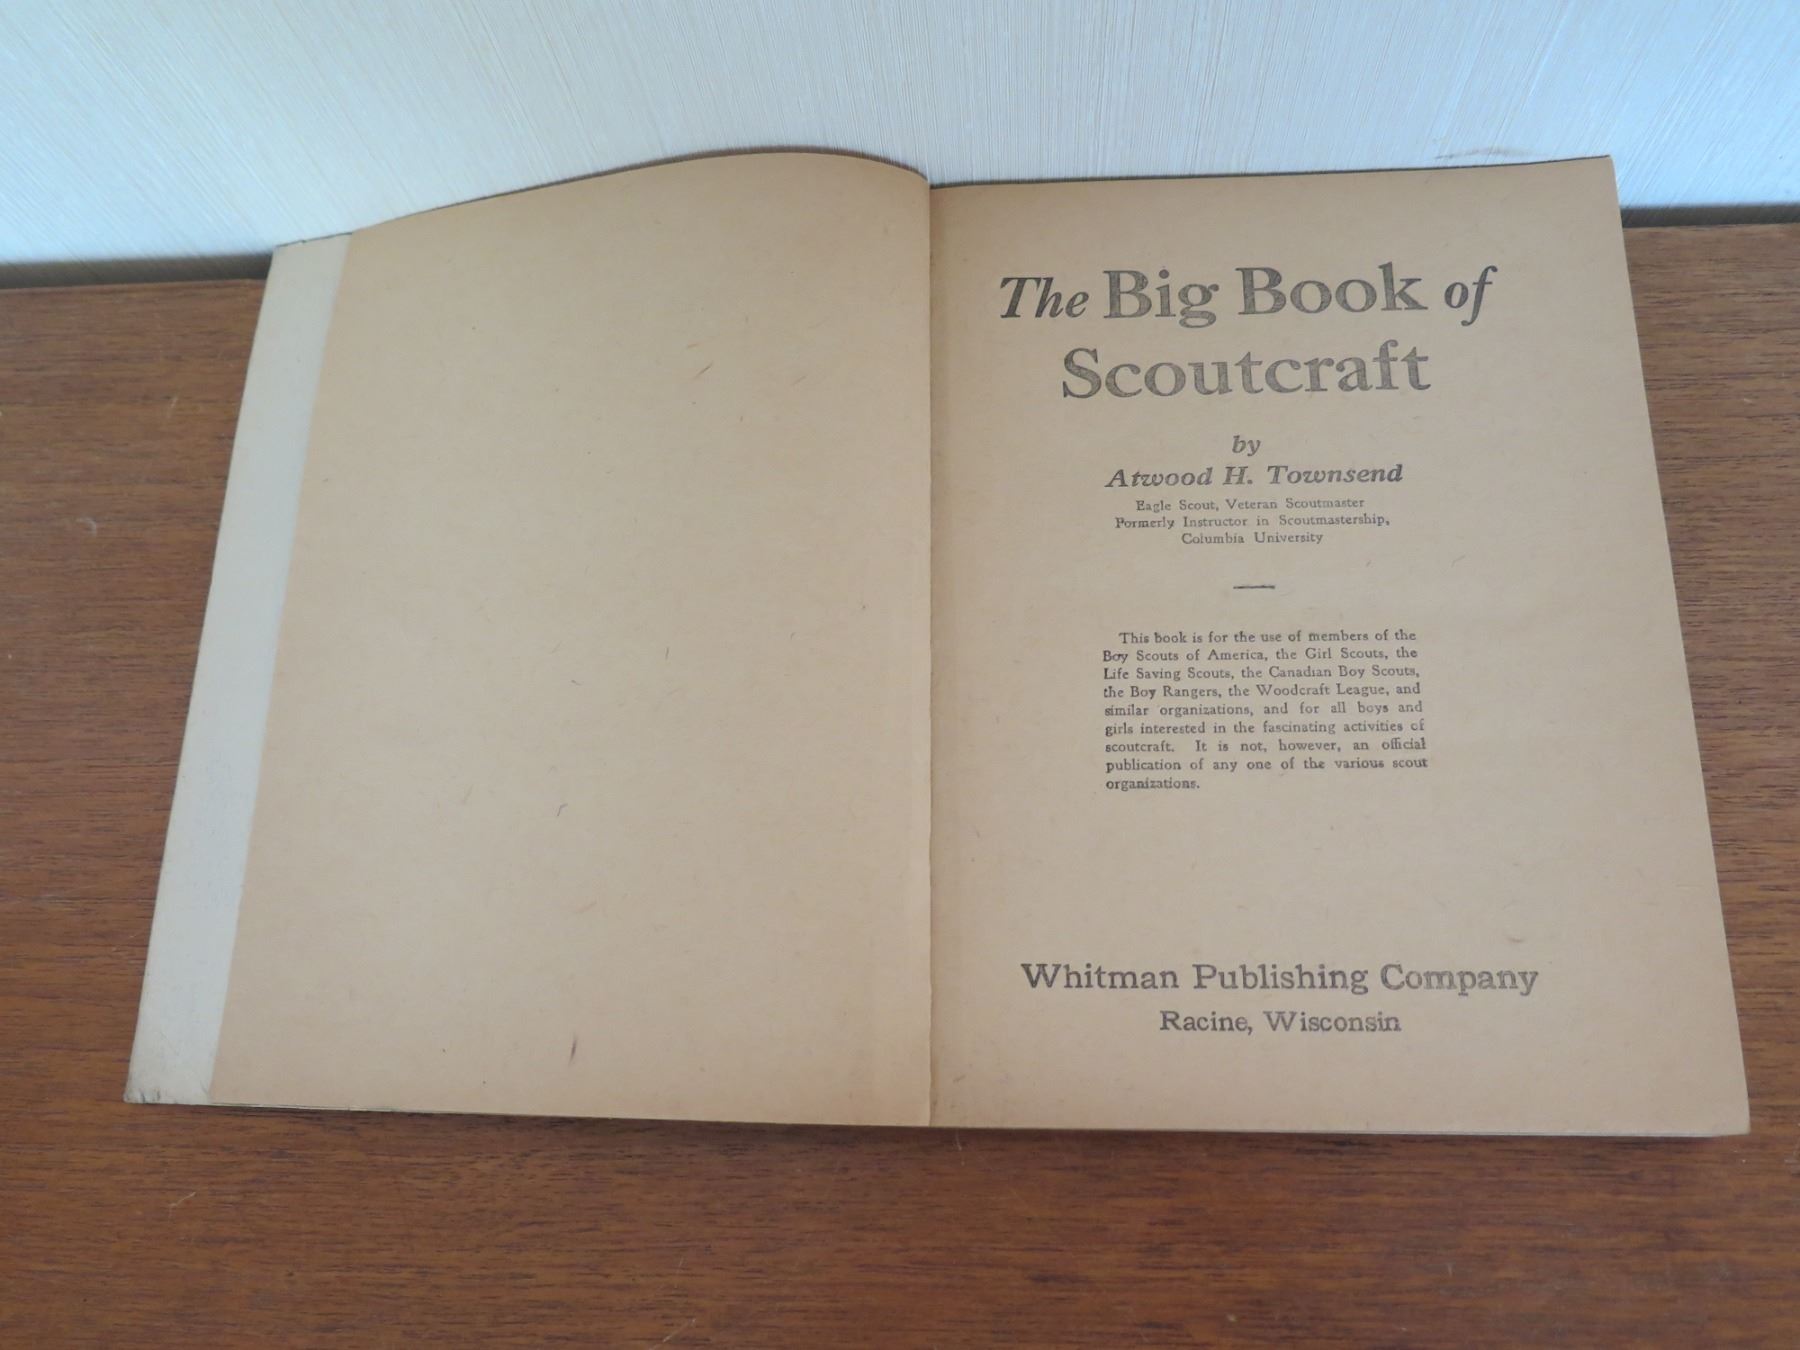 The Big Book of
Scoutcraft
by
Atwood H. Townsend
Eagle Scout, Veteran Scoutmaster
Formerly Instructor in Scoutmastership,
Columbia University
This book is for the use of members of the
Boy Scouts of America, the Girl Scouts, the
Life Saving Scouts, the Canadian Boy Scouts,
the Boy Rangers, the Woodcraft League, and
similar organizations, and for all boys and
girls interested in the fascinating activities of
scoutcraft. It is not, however, an official
publication of any one of the various scout
organizations.
Whitman Publishing Company
Racine, Wisconsin